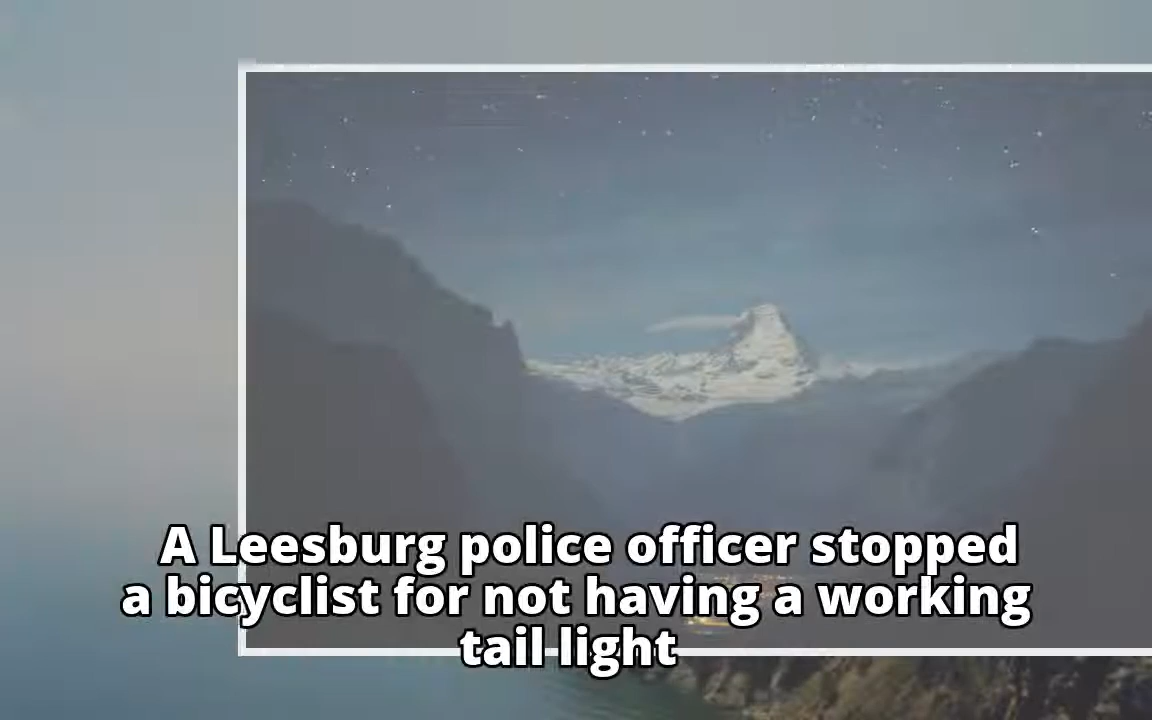 A Leesburg police officer stopped
a bicyclist for not having a working
tail light